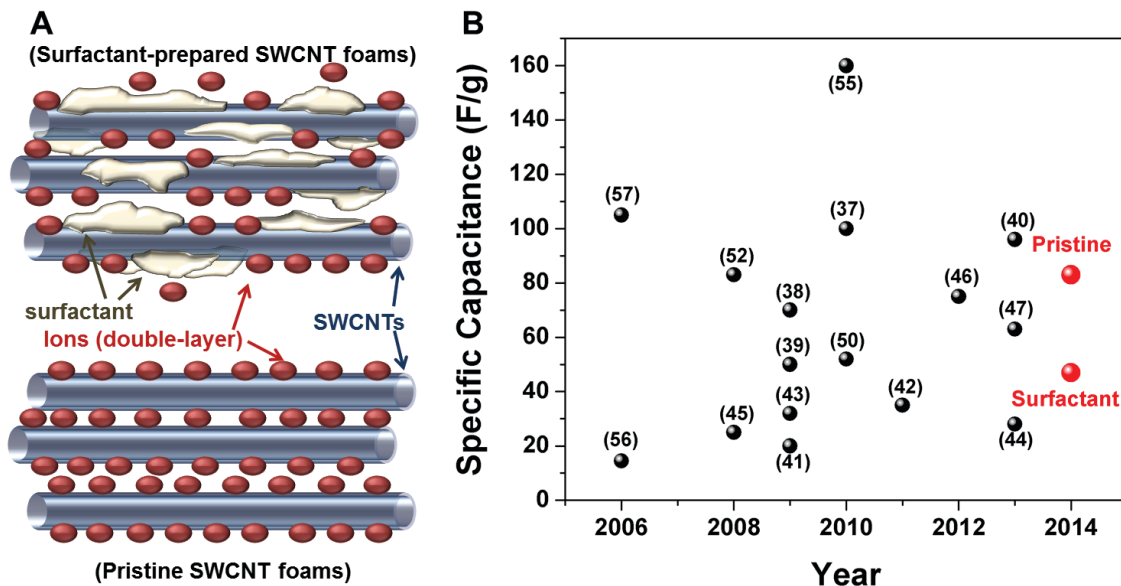 A
(Surfactant-prepared SWCNT foams)
surfactant
Ions (double-layer)
SWCNTs
(Pristine SWCNT foams)
B
Specific Capacitance (F/g)
160
140
120
100
80
60
40
20
0
(55)
(57)
(37)
(40)
Pristine
(52)
(46)
(38)
(47)
(50)
(39)
(42)
(43)
Surfactant
(45)
(44)
(56)
(41)
2006
2008
2010
2012
2014
Year